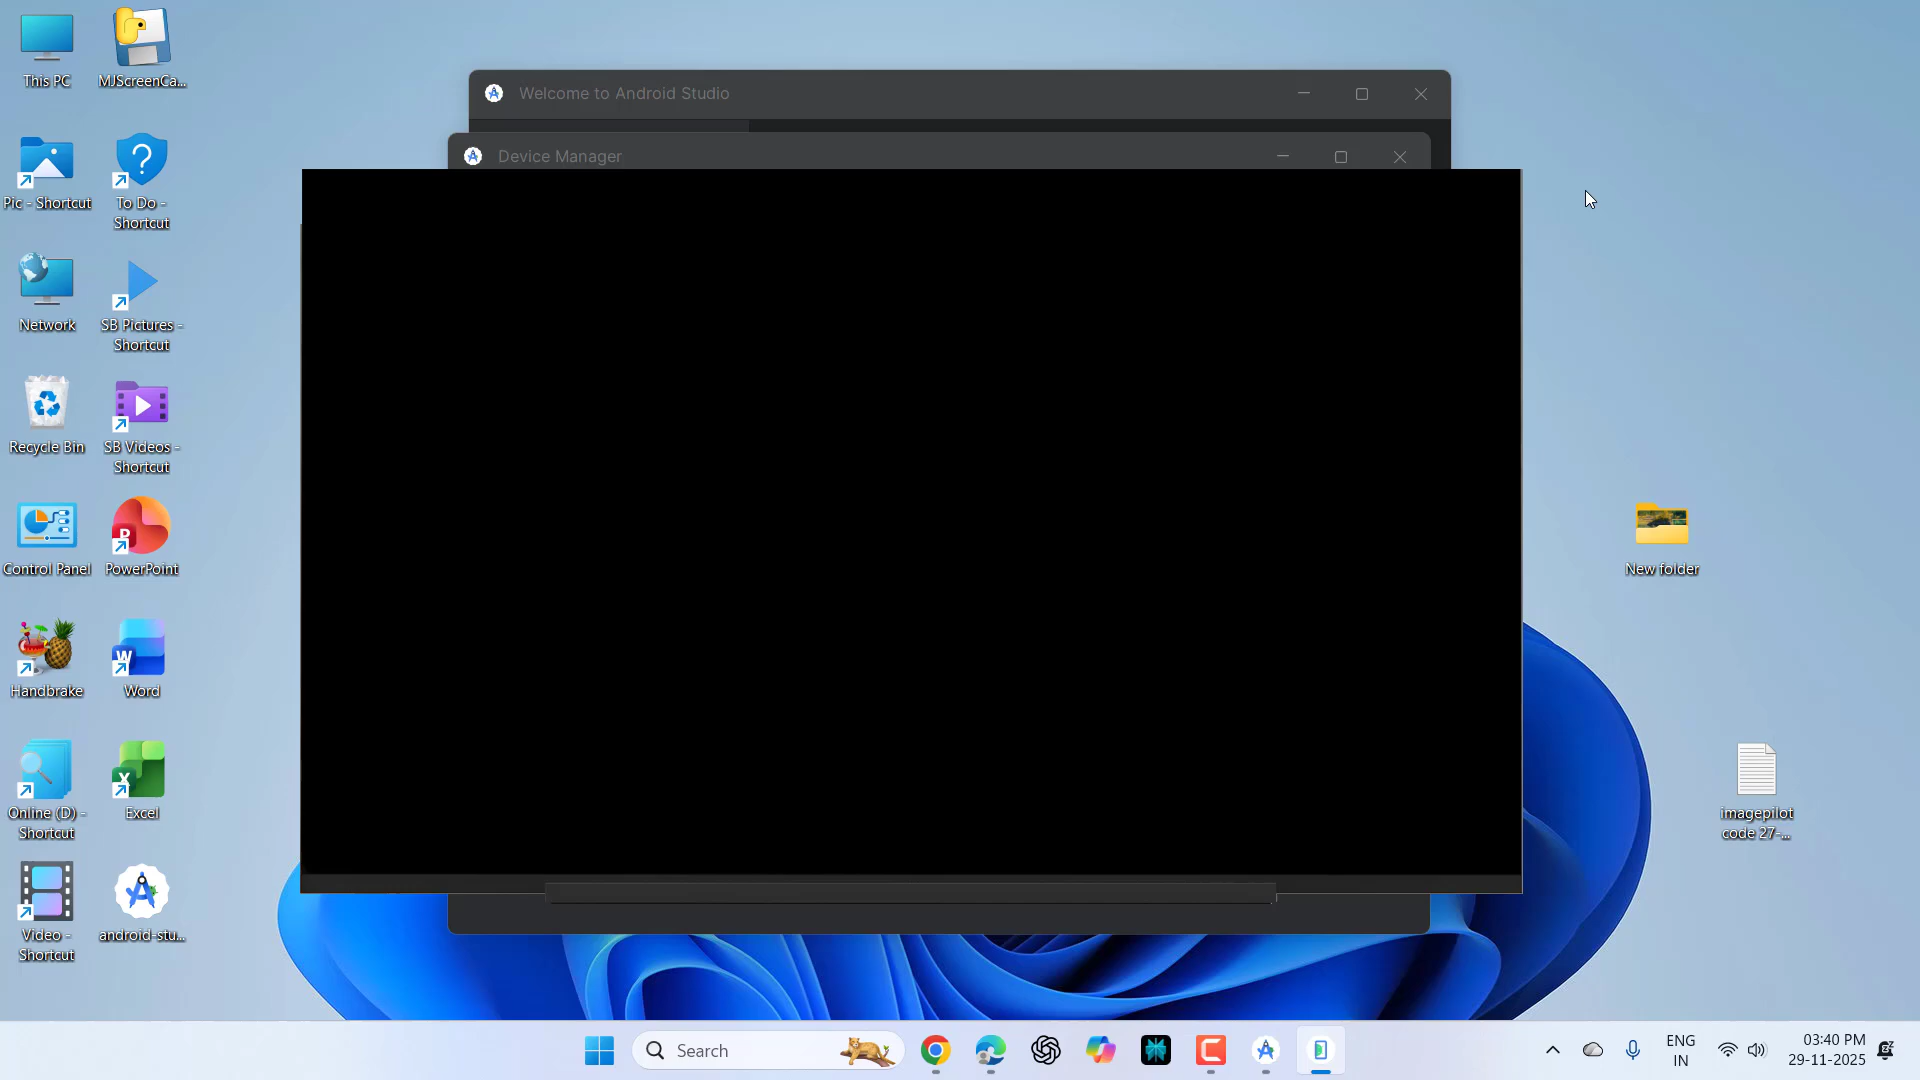 This PC
MJScreenCa...
Pic - Shortcut
To Do -
Shortcut
Network
SB Pictures -
Shortcut
Recycle Bin
SB Videos -
Shortcut
Control Panel
PowerPoint
Handbrake
Word
Online (D) -
Shortcut
Excel
Video -
Shortcut
android-stu...
Welcome to Android Studio
Device Manager
New folder
imagepilot
code 27-...
Search
ENG
IN
03:40 PM
29-11-2025